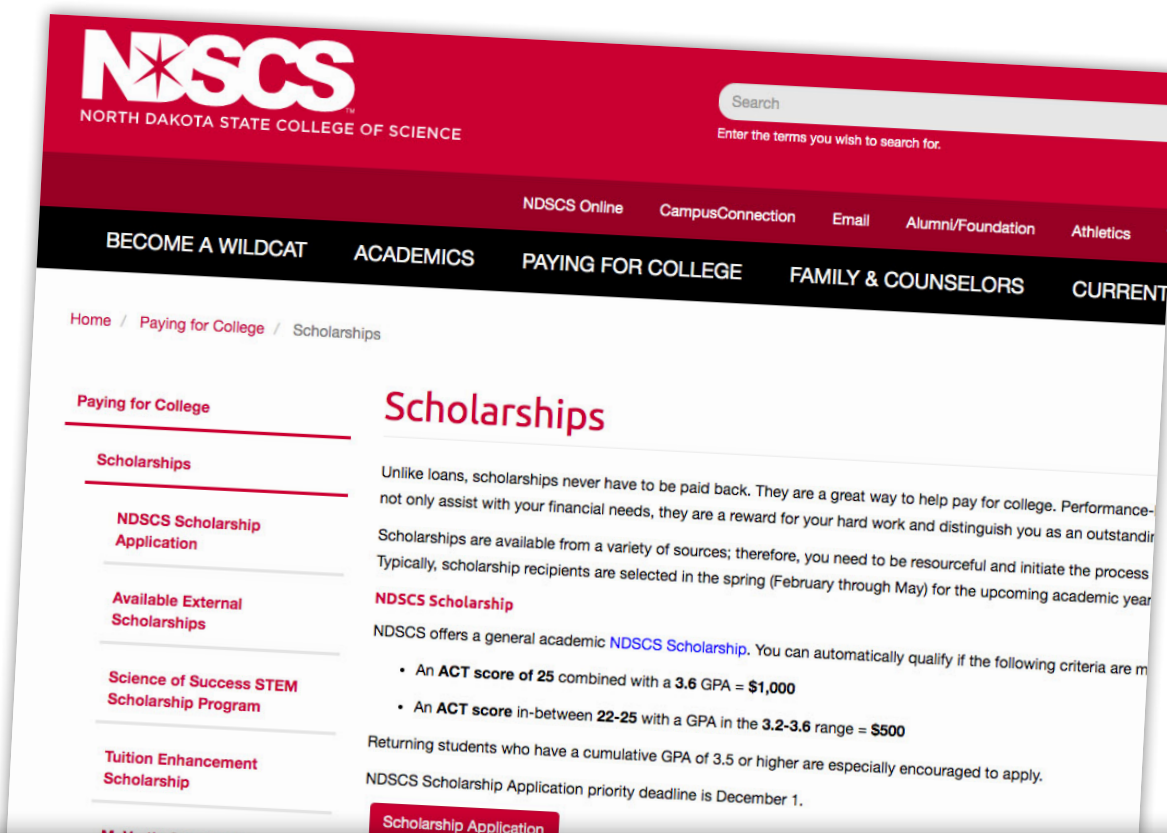 NDSCS
NORTH DAKOTA STATE COLLEGE OF SCIENCE
TM
Search
Enter the terms you wish to search for.
NDSCS Online CampusConnection Email Alumni/Foundation Athletics
BECOME A WILDCAT ACADEMICS PAYING FOR COLLEGE FAMILY & COUNSELORS CURRENT
Home / Paying for College / Scholarships
Paying for College
Scholarships
NDSCS Scholarship
Application
Available External
Scholarships
Science of Success STEM
Scholarship Program
Tuition Enhancement
Scholarship
Scholarships
Unlike loans, scholarships never have to be paid back. They are a great way to help pay for college. Performance-
not only assist with your financial needs, they are a reward for your hard work and distinguish you as an outstandin
Scholarships are available from a variety of sources; therefore, you need to be resourceful and initiate the process
Typically, scholarship recipients are selected in the spring (February through May) for the upcoming academic year
NDSCS Scholarship
NDSCS offers a general academic NDSCS Scholarship. You can automatically qualify if the following criteria are m
• An ACT score of 25 combined with a 3.6 GPA = $1,000
• An ACT score in-between 22-25 with a GPA in the 3.2-3.6 range = $500
Returning students who have a cumulative GPA of 3.5 or higher are especially encouraged to apply.
NDSCS Scholarship Application priority deadline is December 1.
Scholarship Application